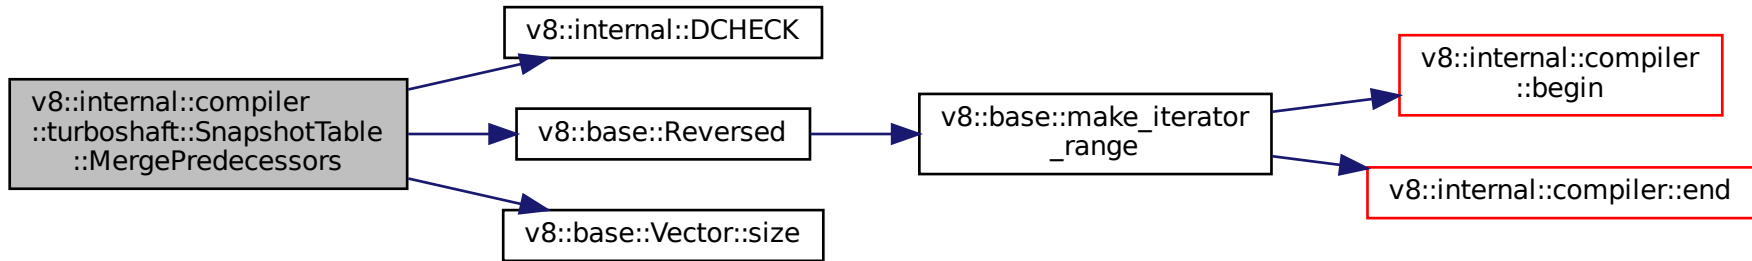 v8::internal::compiler
::turboshaft::SnapshotTable
::MergePredecessors
v8::internal::DCHECK
v8::base::Reversed
v8::base::Vector::size
v8::base::make_iterator
_range
v8::internal::compiler
::begin
v8::internal::compiler::end